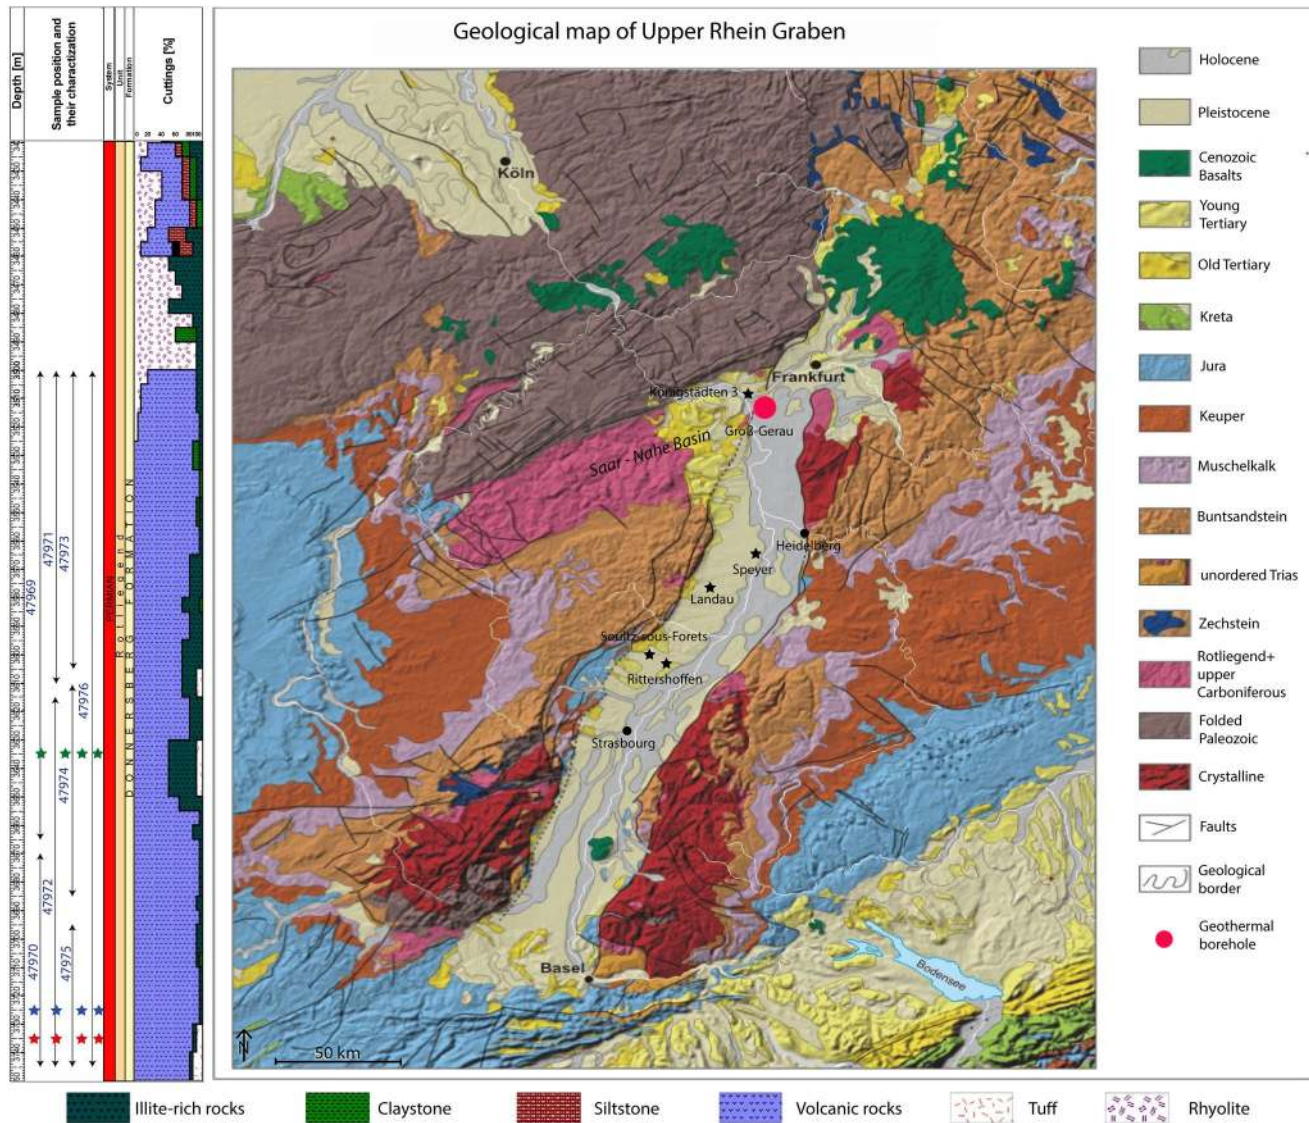 Geological map of Upper Rhein Graben
Depth [m]
Sample position and
their charactization
System
Unit
Formation
Cuttings [%]
0 20 40 60 80 100
PERMIAN
Rotliegend
DONNERSBERG FORMATION
47969
47971
47973
47976
47974
47972
47970
47975
Köln
Frankfurt
Königstädten 3
Groß-Gerau
Saar - Nahe Basin
Heidelberg
Speyer
Landau
Soultz-sous-Forets
Rittershoffen
Strasbourg
Basel
Bodensee
N
50 km
Holocene
Pleistocene
Cenozoic
Basalts
Young
Tertiary
Old Tertiary
Kreta
Jura
Keuper
Muschelkalk
Buntsandstein
unordered Trias
Zechstein
Rotliegend+
upper
Carboniferous
Folded
Paleozoic
Crystalline
Faults
Geological
border
Geothermal
borehole
Illite-rich rocks
Claystone
Siltstone
Volcanic rocks
Tuff
Rhyolite